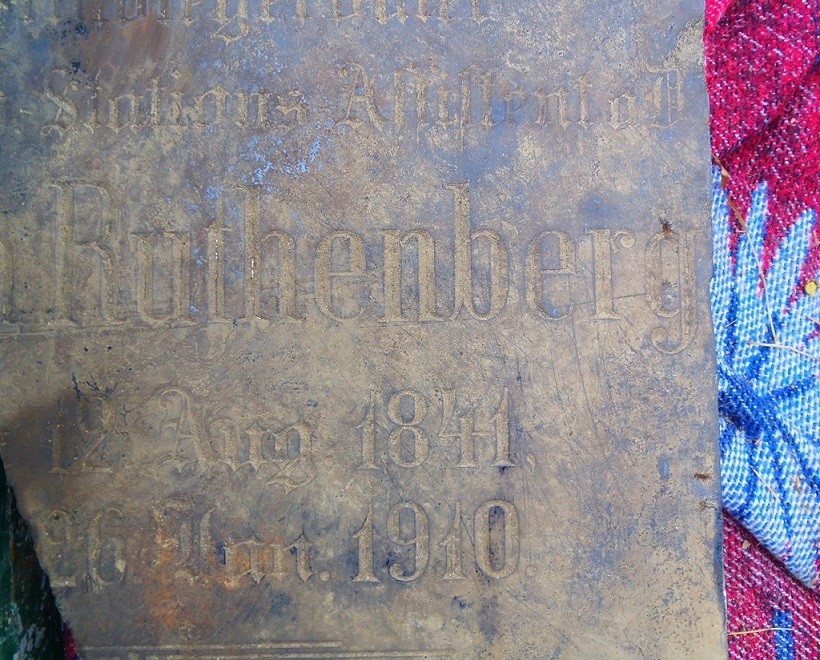 Stations-Assistent a.D.
Ruthenberg
12. Aug. 1841.
26. 1910.